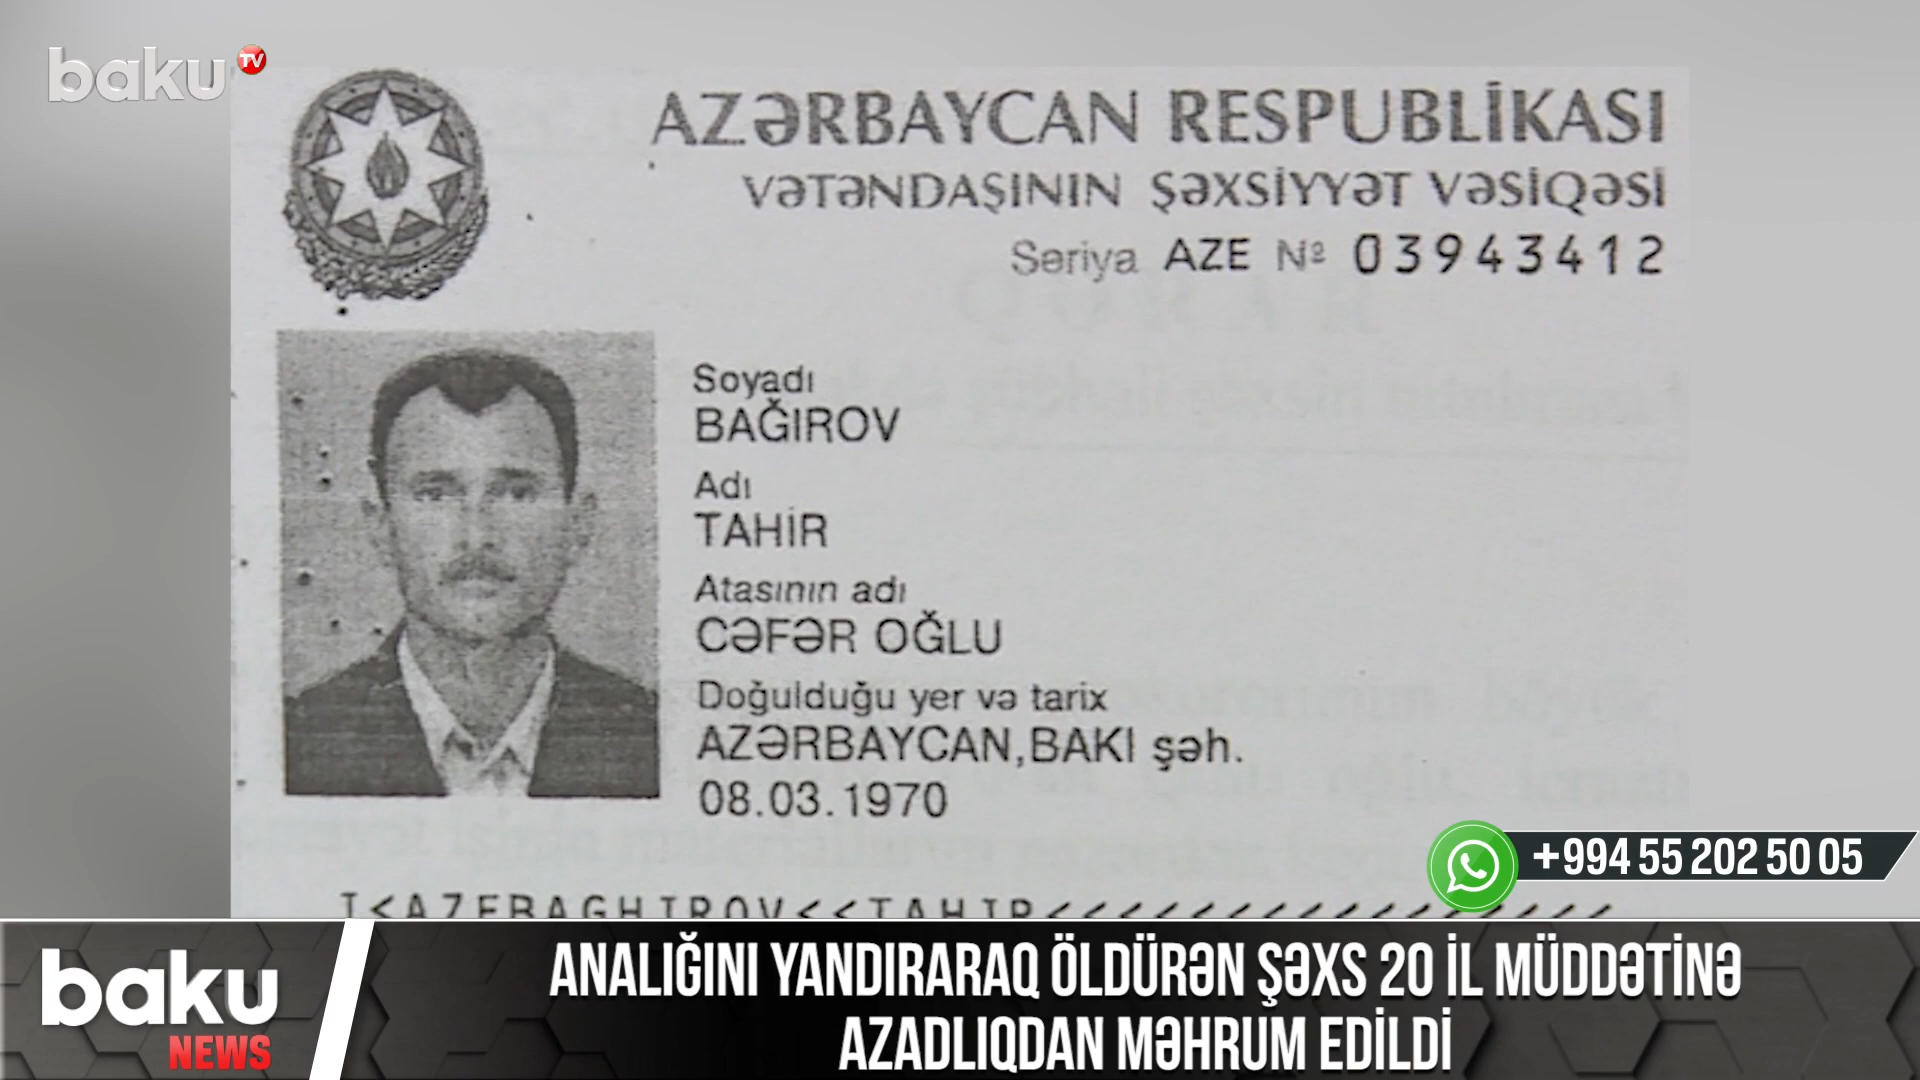 baku TV
AZƏRBAYCAN RESPUBLİKASI
VƏTƏNDAŞININ ŞƏXSİYYƏT VƏSİQƏSİ
Seriya AZE № 03943412
Soyadı
BAĞIROV
Adı
TAHİR
Atasının adı
CƏFƏR OĞLU
Doğulduğu yer və tarix
AZƏRBAYCAN,BAKI şəh.
08.03.1970
+994 55 202 50 05
I<AZEBAGHIROV<<TAHIR<<<<<<<<<<<<<<<
baku
NEWS
ANALIĞINI YANDIRARAQ ÖLDÜRƏN ŞƏXS 20 İL MÜDDƏTİNƏ
AZADLIQDAN MƏHRUM EDİLDİ